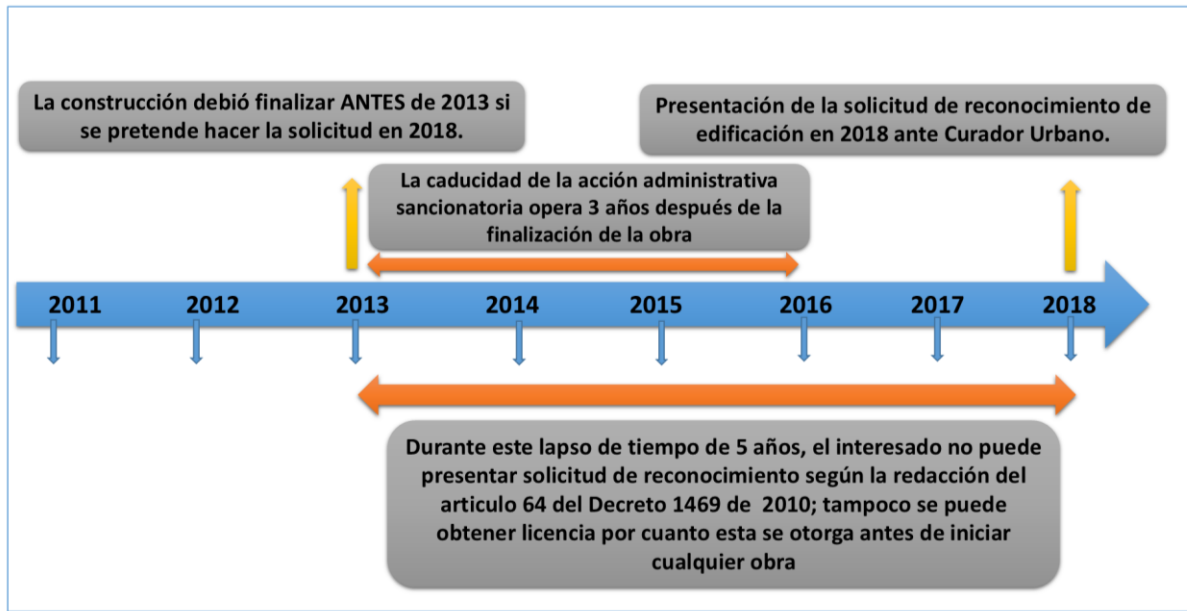 La construcción debió finalizar ANTES de 2013 si
se pretende hacer la solicitud en 2018.
Presentación de la solicitud de reconocimiento de
edificación en 2018 ante Curador Urbano.
La caducidad de la acción administrativa
sancionatoria opera 3 años después de la
finalización de la obra
2011 2012 2013 2014 2015 2016 2017 2018
Durante este lapso de tiempo de 5 años, el interesado no puede
presentar solicitud de reconocimiento según la redacción del
articulo 64 del Decreto 1469 de 2010; tampoco se puede
obtener licencia por cuanto esta se otorga antes de iniciar
cualquier obra